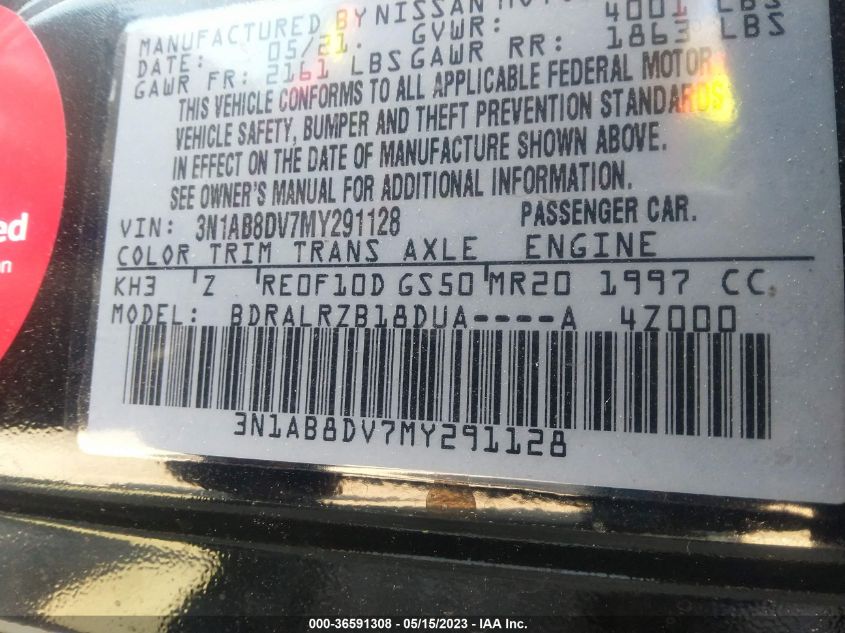 MANUFACTURED BY NISSAN
DATE: 05/21. GVWR: 4001 LBS
GAWR FR: 2161 LBS GAWR RR: 1863 LBS
THIS VEHICLE CONFORMS TO ALL APPLICABLE FEDERAL MOTOR
VEHICLE SAFETY, BUMPER AND THEFT PREVENTION STANDARDS
IN EFFECT ON THE DATE OF MANUFACTURE SHOWN ABOVE.
SEE OWNER'S MANUAL FOR ADDITIONAL INFORMATION.
VIN: 3N1AB8DV7MY291128 PASSENGER CAR.
COLOR TRIM TRANS AXLE ENGINE
KH3 Z RE0F10D GS50 MR20 1997 CC.
MODEL: BDRALRZB18DUA----A 4Z000
3N1AB8DV7MY291128
ed
on
000-36591308 - 05/15/2023 - IAA Inc.